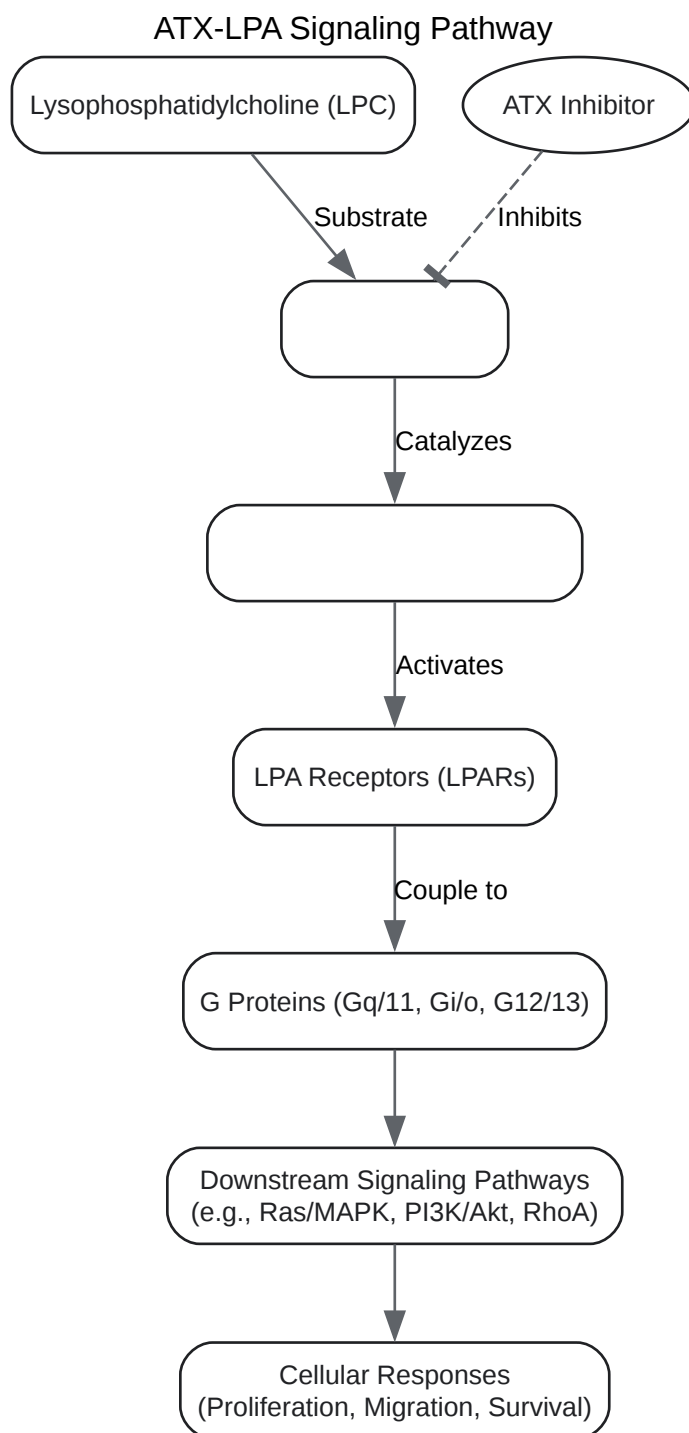 ATX-LPA Signaling Pathway
Lysophosphatidylcholine (LPC)
ATX Inhibitor
Substrate
Inhibits
Catalyzes
Activates
LPA Receptors (LPARs)
Couple to
G Proteins (Gq/11, Gi/o, G12/13)
Downstream Signaling Pathways
(e.g., Ras/MAPK, PI3K/Akt, RhoA)
Cellular Responses
(Proliferation, Migration, Survival)